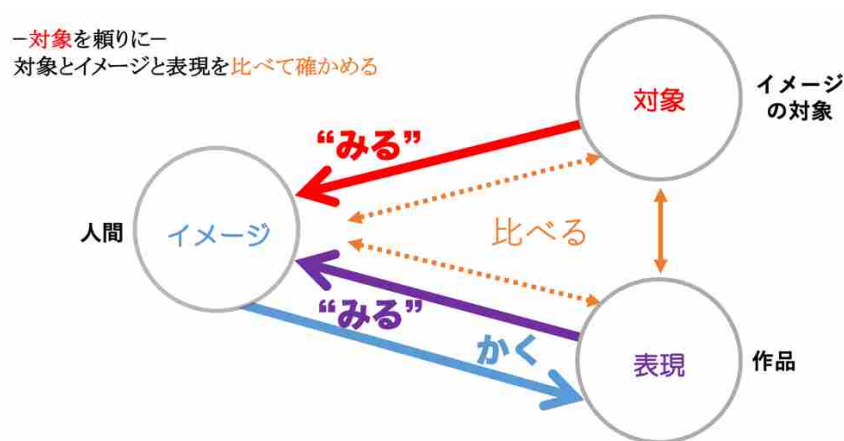 －対象を頼りに－
対象とイメージと表現を比べて確かめる
対象
イメージ
の対象
“みる”
人間
イメージ
比べる
“みる”
かく
表現
作品